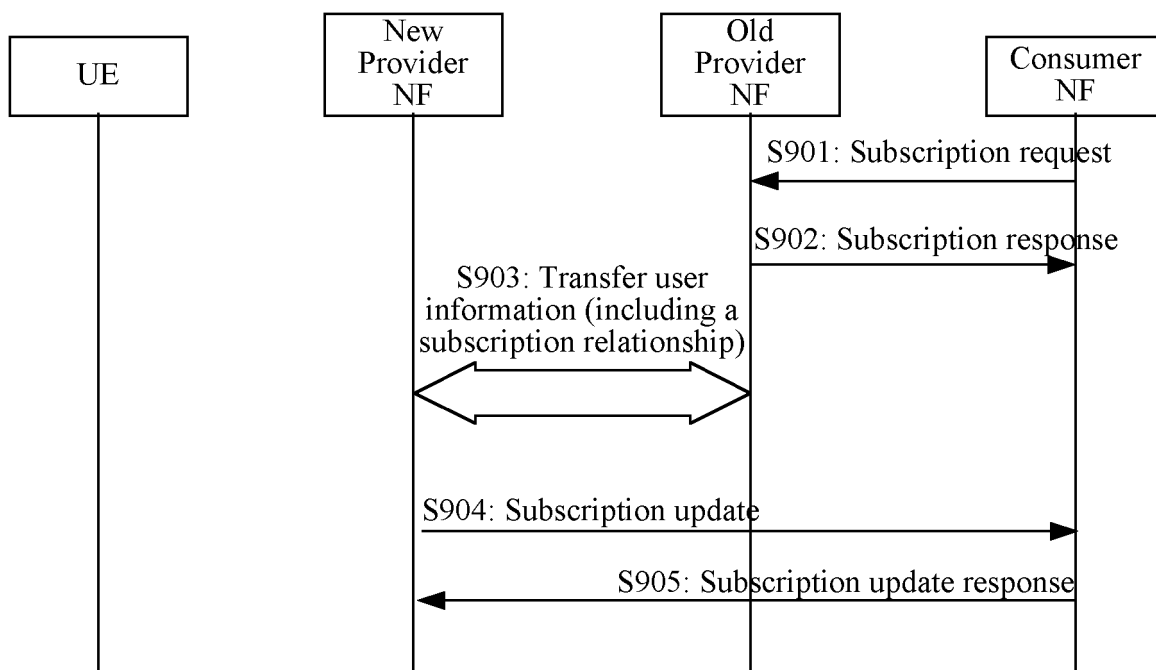 UE
New
Provider
NF
Old
Provider
NF
Consumer
NF
S901: Subscription request
S902: Subscription response
S903: Transfer user
information (including a
subscription relationship)
S904: Subscription update
S905: Subscription update response